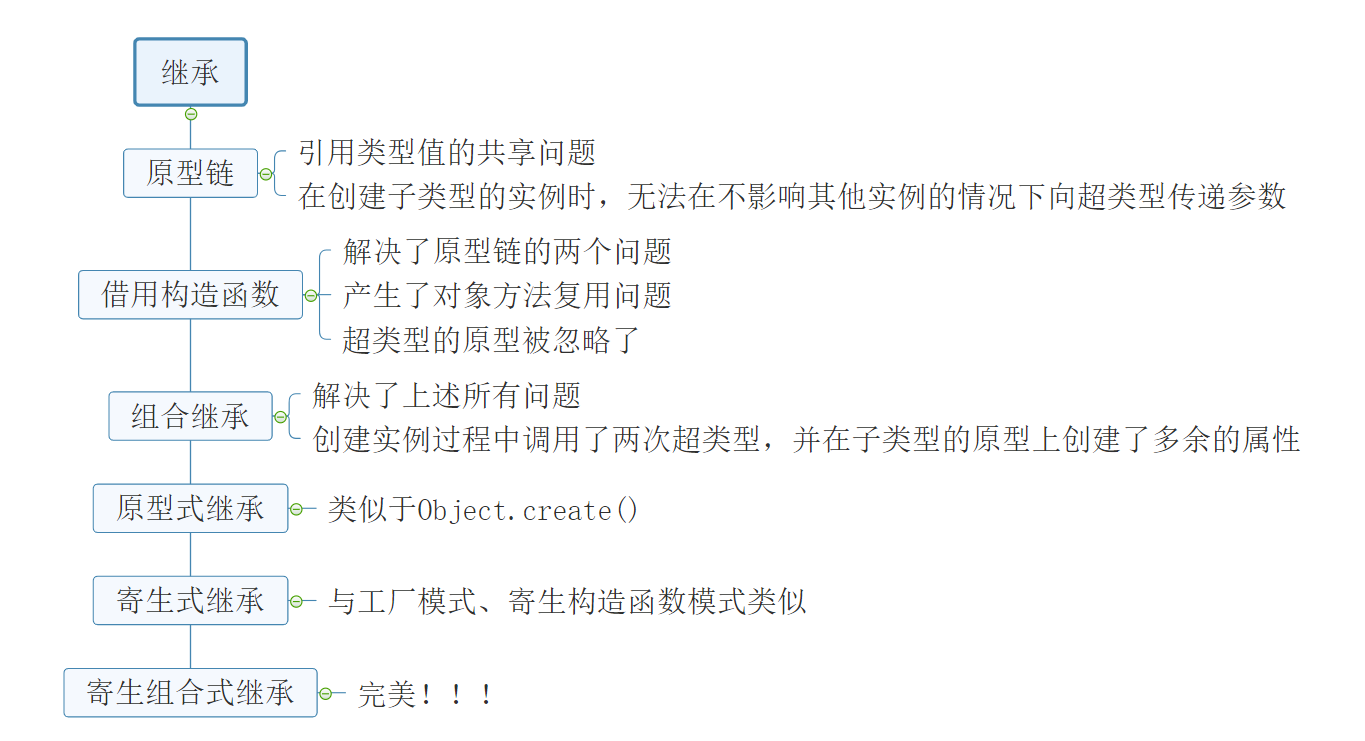 继承
原型链
引用类型值的共享问题
在创建子类型的实例时，无法在不影响其他实例的情况下向超类型传递参数
借用构造函数
解决了原型链的两个问题
产生了对象方法复用问题
超类型的原型被忽略了
组合继承
解决了上述所有问题
创建实例过程中调用了两次超类型，并在子类型的原型上创建了多余的属性
原型式继承
类似于Object.create()
寄生式继承
与工厂模式、寄生构造函数模式类似
寄生组合式继承
完美！！！